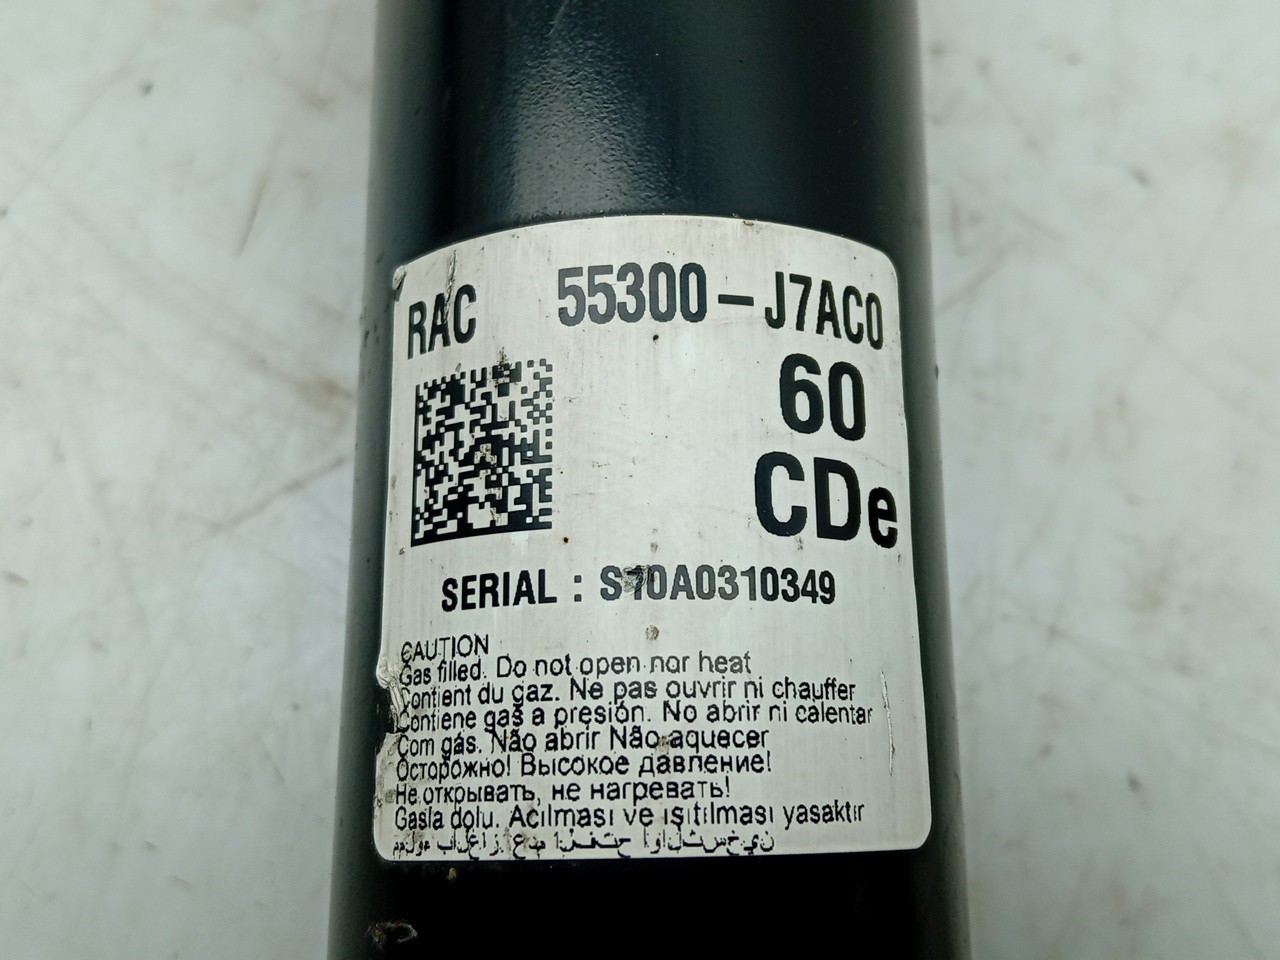 RAC 55300-J7AC0
60
CDe
SERIAL : S10A0310349
CAUTION
Gas filled. Do not open nor heat
Contient du gaz. Ne pas ouvrir ni chauffer
Contiene gas a presión. No abrir ni calentar
Com gás. Não abrir Não aquecer
Осторожно! Высокое давление!
Не открывать, не нагревать!
Gasla dolu. Açılması ve ısıtılması yasaktır